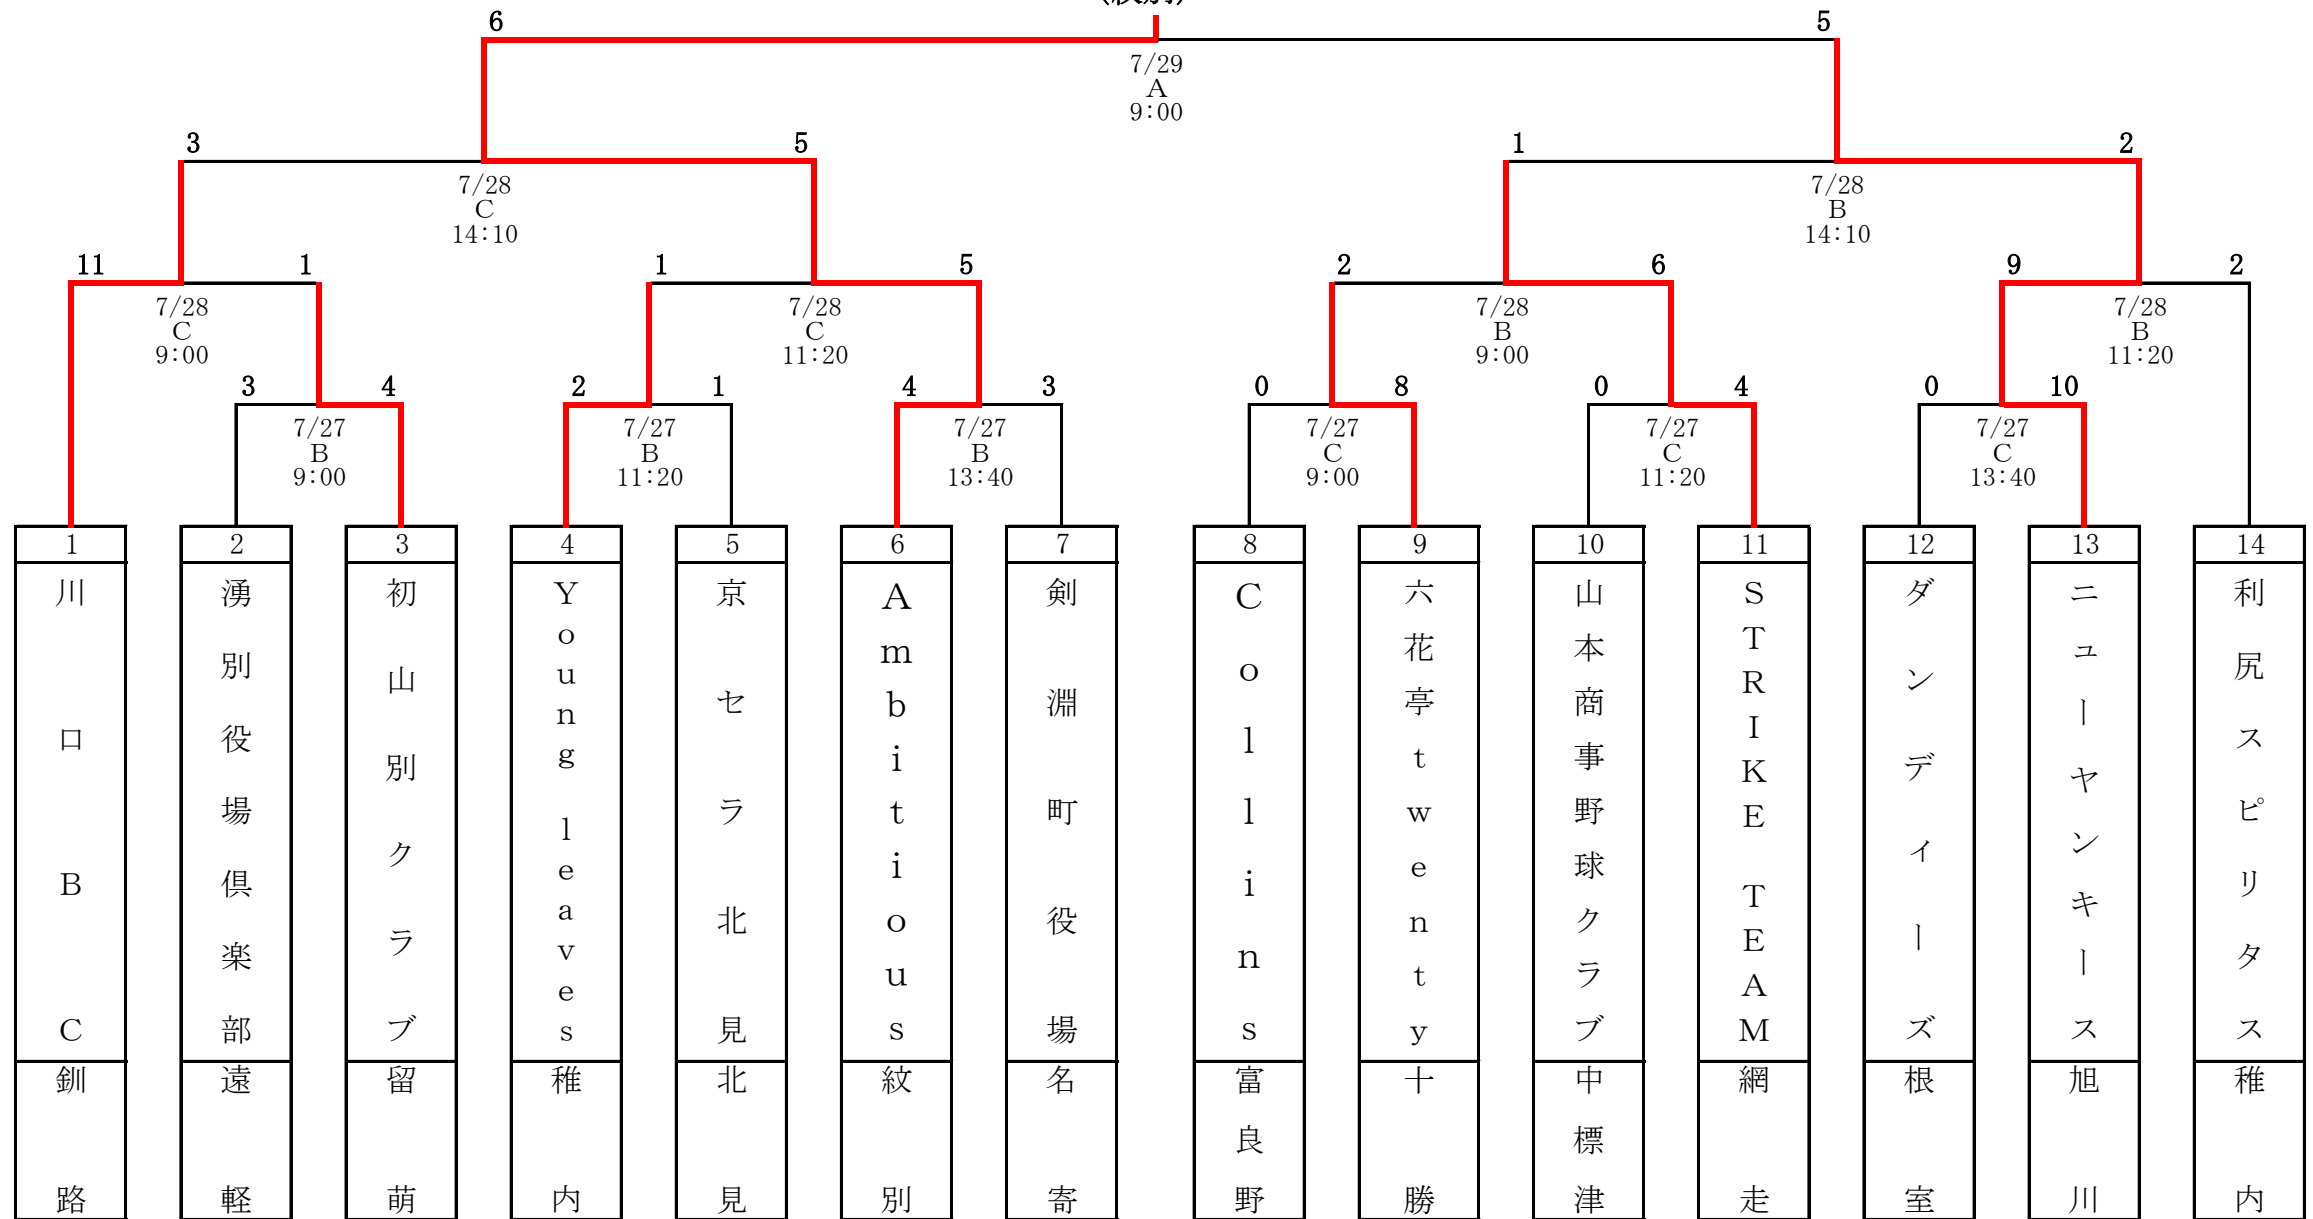 6 5
7/29
A
9:00
3 5 1 2
7/28 7/28
C B
14:10 14:10
11 1 1 5 2 6 9 2
7/28 7/28 7/28 7/28
C C B B
9:00 11:20 9:00 11:20
3 4 2 1 4 3 0 8 0 4 0 10
7/27 7/27 7/27 7/27 7/27 7/27
B B B C C C
9:00 11:20 13:40 9:00 11:20 13:40
1 2 3 4 5 6 7 8 9 10 11 12 13 14
川口BC
湧別役場倶楽部
初山別クラブ
Young leaves
京セラ北見
Ambitious
剣淵町役場
Collins
六花亭twenty
山本商事野球クラブ
STRIKE TEAM
ダンディーズ
ニューヤンキース
利尻スピリタス
釧路
遠軽
留萌
稚内
北見
紋別
名寄
富良野
十勝
中標津
網走
根室
旭川
稚内